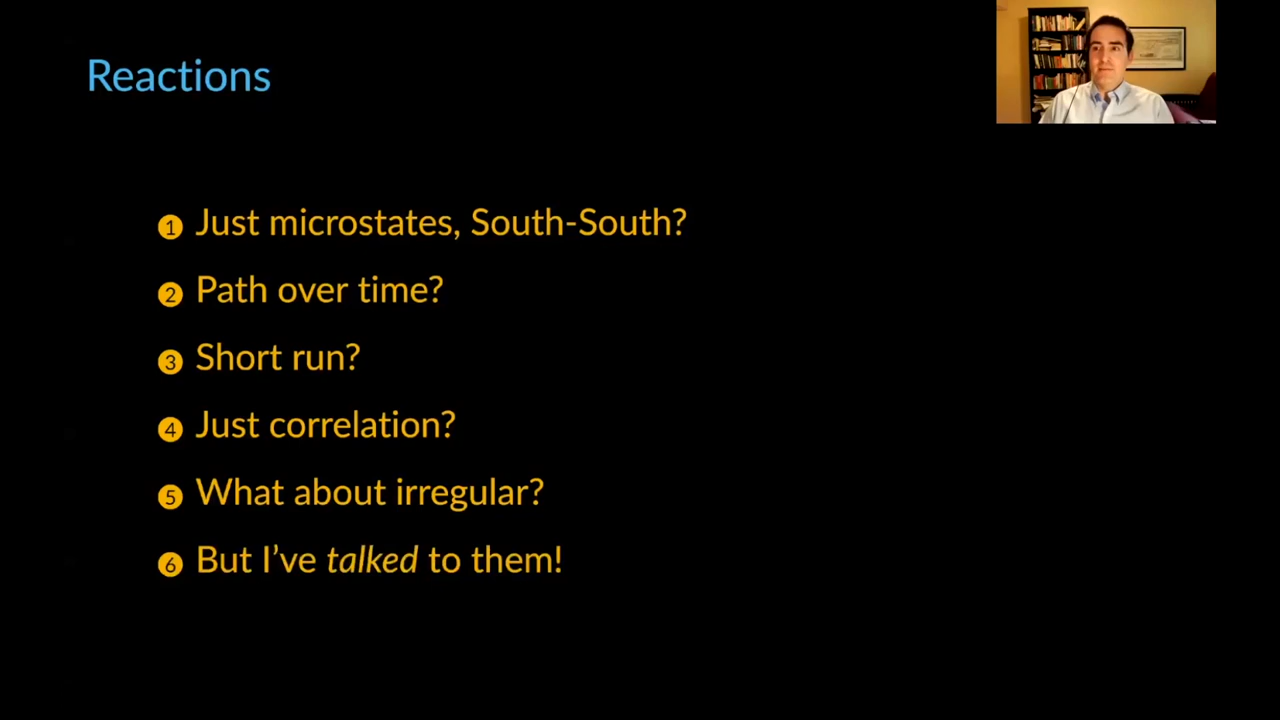 Reactions
1 Just microstates, South-South?
2 Path over time?
3 Short run?
4 Just correlation?
5 What about irregular?
6 But I’ve talked to them!